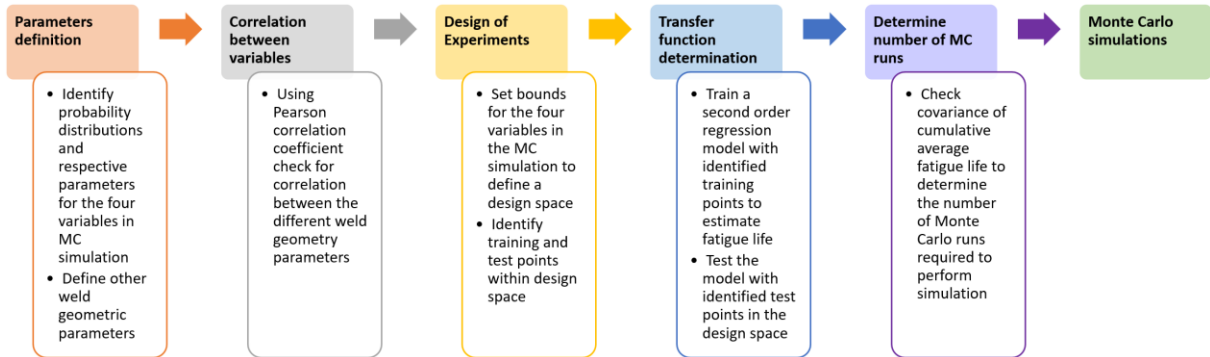 Parameters
definition
• Identify
probability
distributions
and
respective
parameters
for the four
variables in
MC
simulation
• Define other
weld
geometric
parameters
Correlation
between
variables
• Using
Pearson
correlation
coefficient
check for
correlation
between the
different weld
geometry
parameters
Design of
Experiments
• Set bounds
for the four
variables in
the MC
simulation to
define a
design space
• Identify
training and
test points
within design
space
Transfer
function
determination
• Train a
second order
regression
model with
identified
training
points to
estimate
fatigue life
• Test the
model with
identified test
points in the
design space
Determine
number of MC
runs
• Check
covariance of
cumulative
average
fatigue life to
determine
the number
of Monte
Carlo runs
required to
perform
simulation
Monte Carlo
simulations